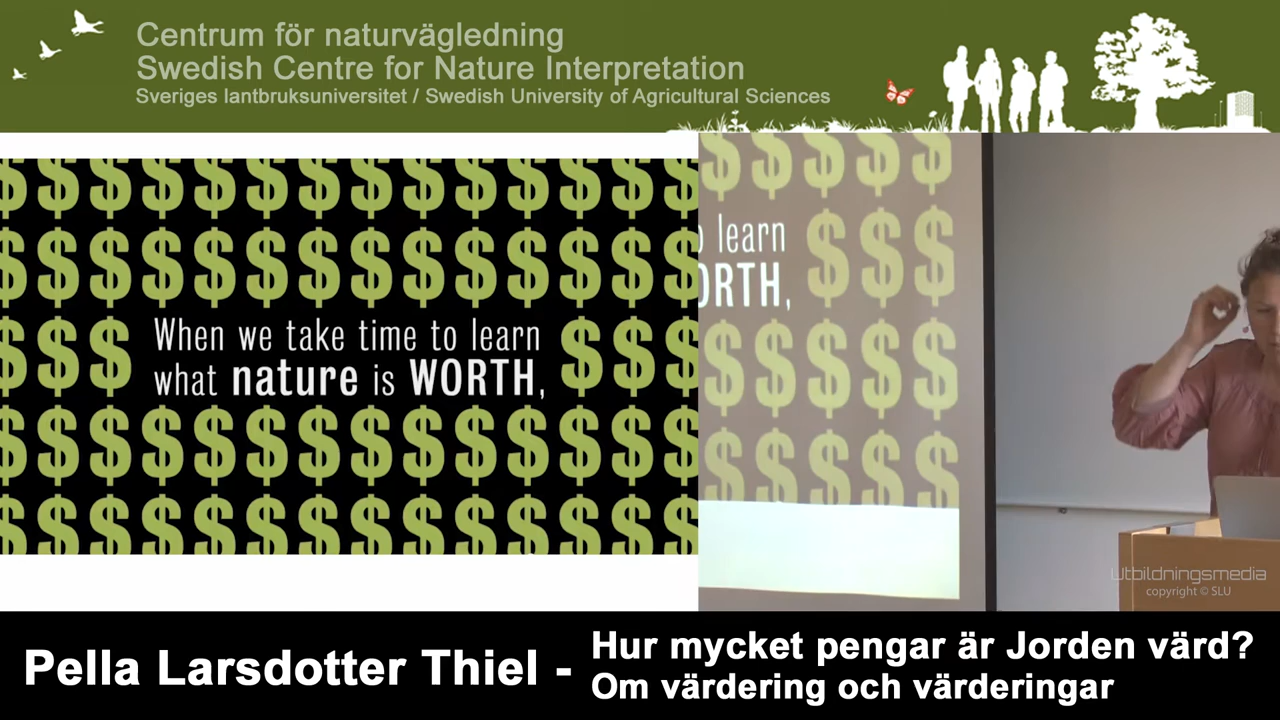 Centrum för naturvägledning
Swedish Centre for Nature Interpretation
Sveriges lantbruksuniversitet / Swedish University of Agricultural Sciences
When we take time to learn
what nature is WORTH,
learn
ORTH,
Utbildningsmedia
copyright © SLU
Pella Larsdotter Thiel -
Hur mycket pengar är Jorden värd?
Om värdering och värderingar